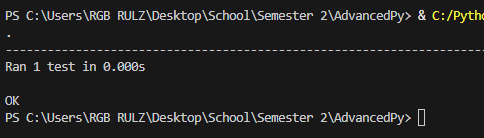 PS C:\Users\RGB RULZ\Desktop\School\Semester 2\AdvancedPy> & C:/Pytho
.
----------------------------------------------------------------------
Ran 1 test in 0.000s
OK
PS C:\Users\RGB RULZ\Desktop\School\Semester 2\AdvancedPy>